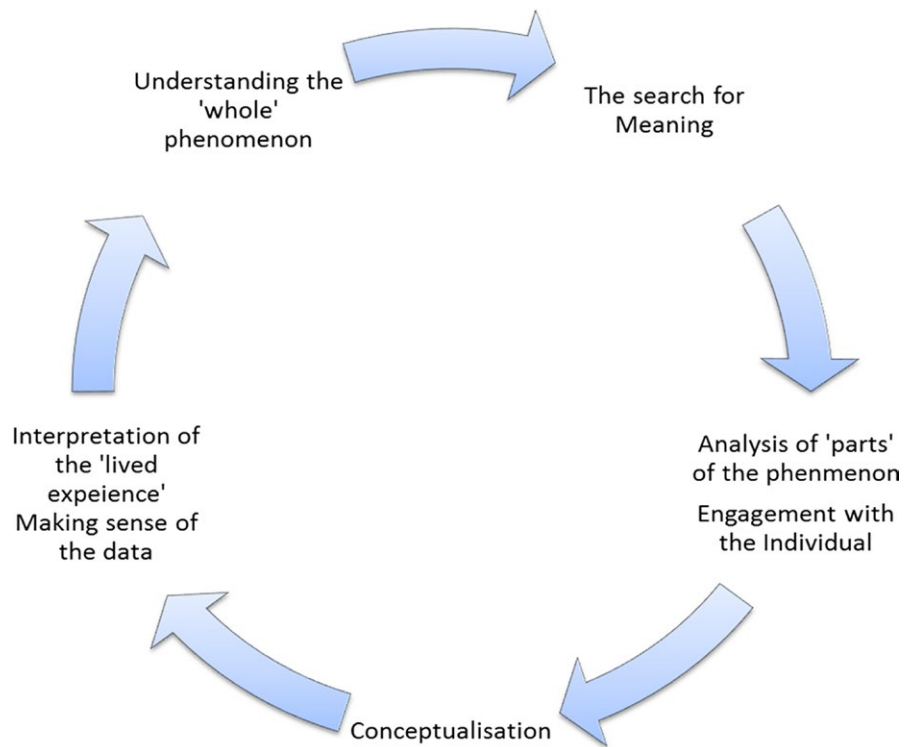 Understanding the
'whole'
phenomenon
The search for
Meaning
Analysis of 'parts'
of the phenmenon
Engagement with
the Individual
Conceptualisation
Interpretation of
the 'lived
expeience'
Making sense of
the data